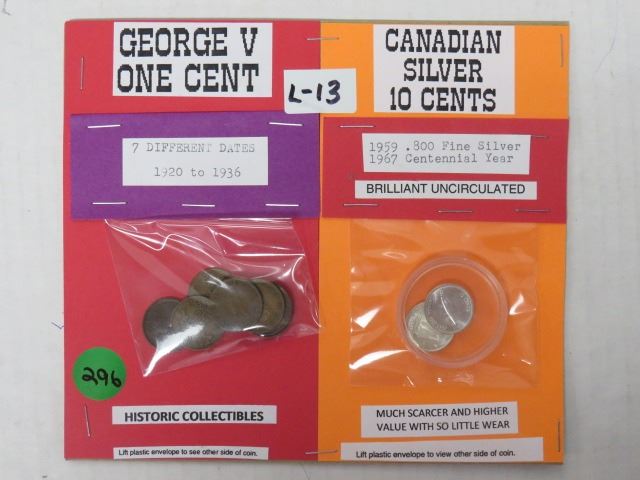 GEORGE V
ONE CENT
L-13
CANADIAN
SILVER
10 CENTS
7 DIFFERENT DATES
1920 to 1936
1959 .800 Fine Silver
1967 Centennial Year
BRILLIANT UNCIRCULATED
296
HISTORIC COLLECTIBLES
Lift plastic envelope to see other side of coin.
MUCH SCARCER AND HIGHER
VALUE WITH SO LITTLE WEAR
Lift plastic envelope to view other side of coin.